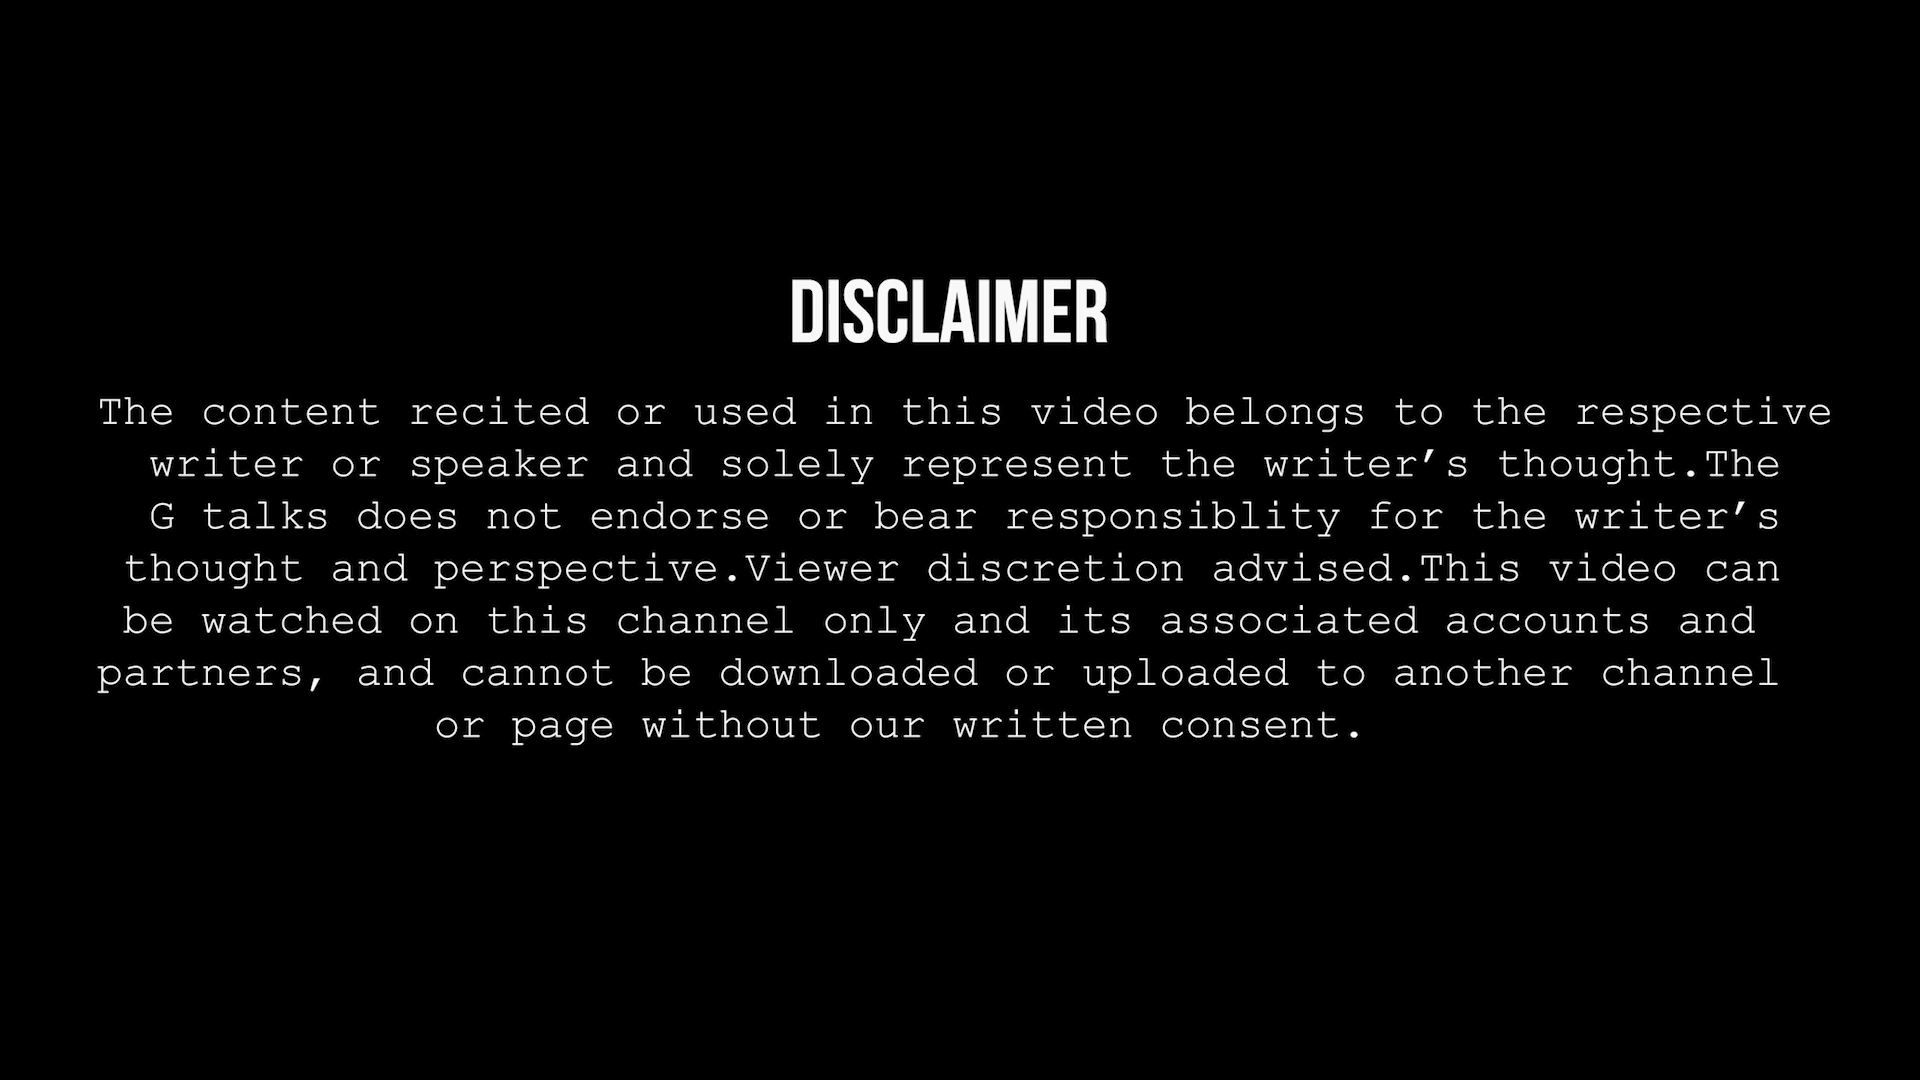 DISCLAIMER
The content recited or used in this video belongs to the respective
writer or speaker and solely represent the writer’s thought.The
G talks does not endorse or bear responsiblity for the writer’s
thought and perspective.Viewer discretion advised.This video can
be watched on this channel only and its associated accounts and
partners, and cannot be downloaded or uploaded to another channel
or page without our written consent.